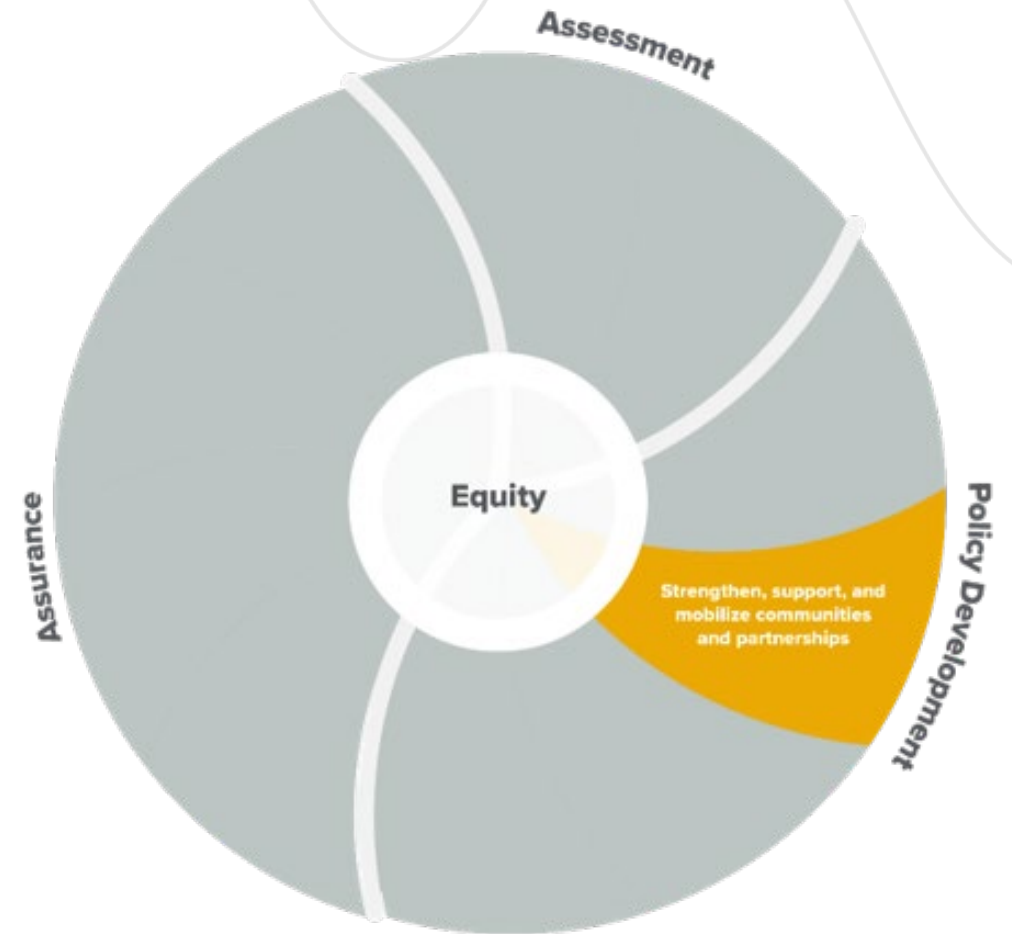 Assessment
Assurance
Equity
Strengthen, support, and
mobilize communities
and partnerships
Policy Development